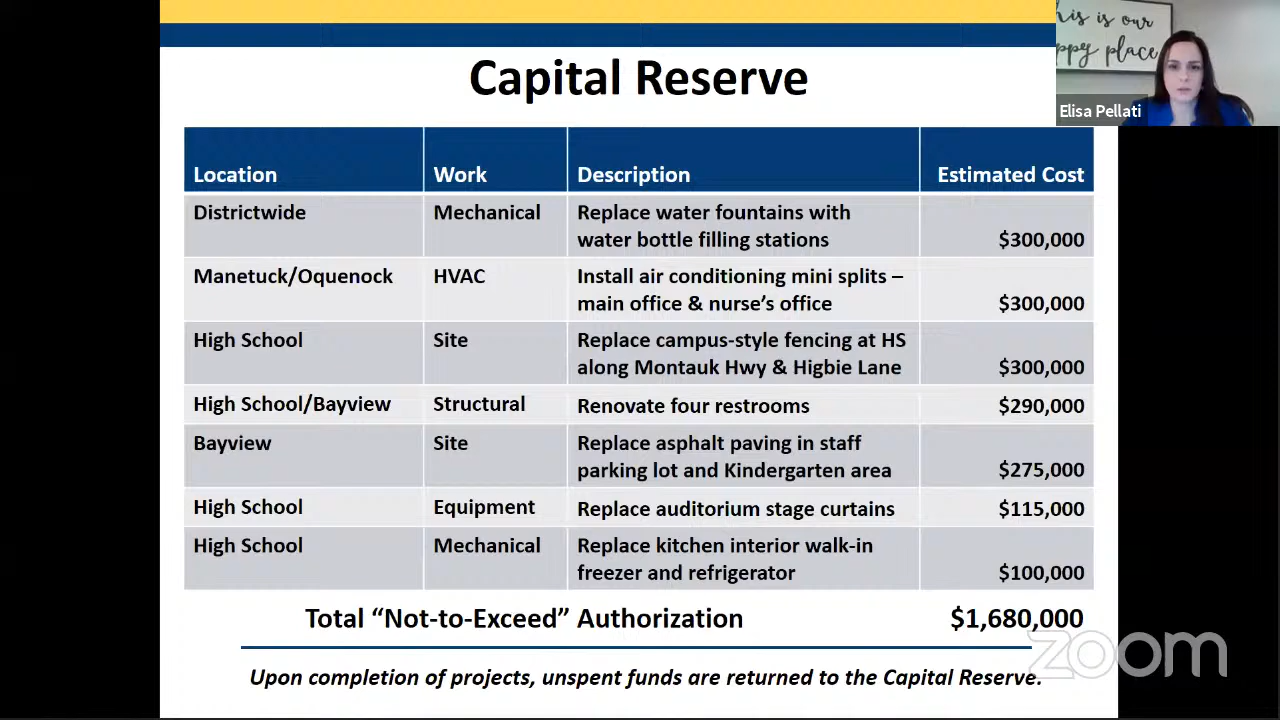 Capital Reserve
his is our
ppy place
Elisa Pellati
Location Work Description Estimated Cost
Districtwide Mechanical Replace water fountains with
water bottle filling stations $300,000
Manetuck/Oquenock HVAC Install air conditioning mini splits –
main office & nurse's office $300,000
High School Site Replace campus-style fencing at HS
along Montauk Hwy & Higbie Lane $300,000
High School/Bayview Structural Renovate four restrooms $290,000
Bayview Site Replace asphalt paving in staff
parking lot and Kindergarten area $275,000
High School Equipment Replace auditorium stage curtains $115,000
High School Mechanical Replace kitchen interior walk-in
freezer and refrigerator $100,000
Total “Not-to-Exceed” Authorization $1,680,000
zoom
Upon completion of projects, unspent funds are returned to the Capital Reserve.